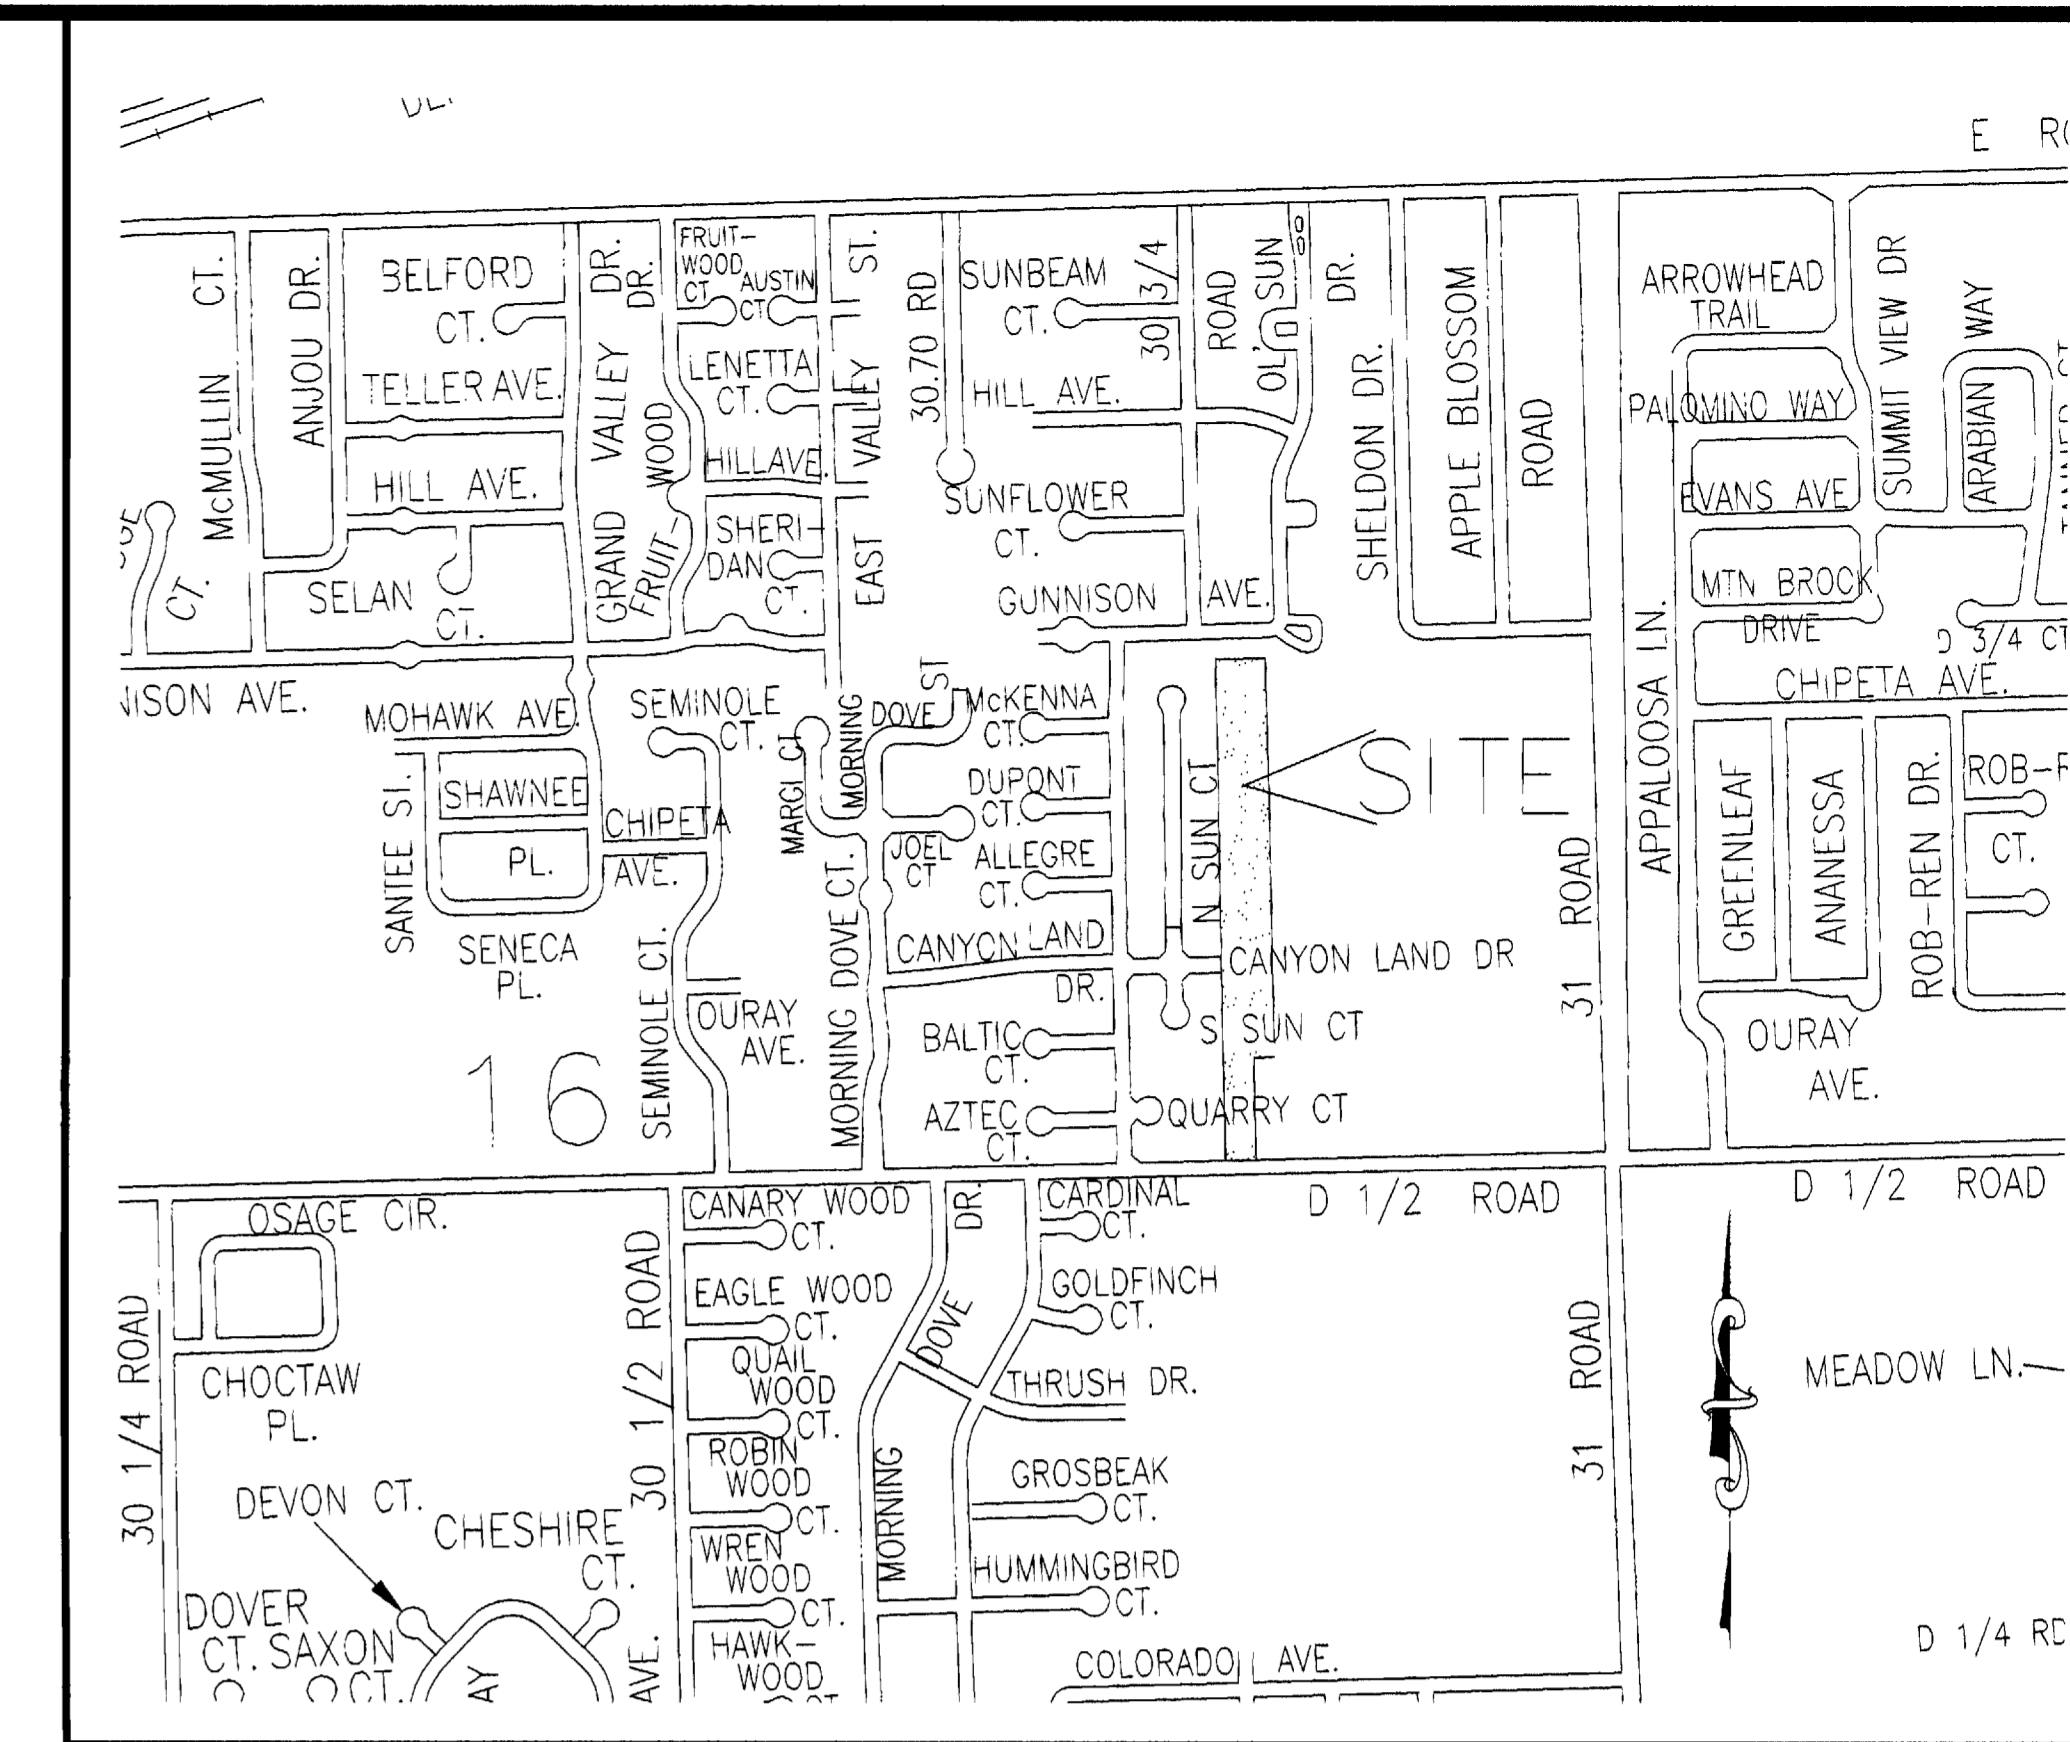 E
McMULLIN CT.
ANJOU DR.
BELFORD
CT.
TELLER AVE.
HILL AVE.
SELAN
CT.
CT.
GRAND VALLEY DR.
FRUIT-
WOOD
DR.
FRUIT-
WOOD
CT
AUSTIN
CT
LENETTA
CT.
HILL AVE.
SHERI-
DAN
CT.
EAST VALLEY ST.
30.70 RD
SUNBEAM
CT.
HILL AVE.
SUNFLOWER
CT.
GUNNISON AVE.
30 3/4 ROAD
OL' SUN DR.
SHELDON DR.
APPLE BLOSSOM ROAD
ARROWHEAD
TRAIL
PALOMINO WAY
EVANS AVE
MTN BROCK
DRIVE
SUMMIT VIEW DR
ARABIAN WAY
3/4 CT
CHIPETA AVE.
APPALOOSA LN.
GREENLEAF
ANANESSA
ROB-REN DR.
CT.
OURAY
AVE.
AVE.
MOHAWK AVE.
SANTEE ST.
SHAWNEE
PL.
SENECA
PL.
CHIPETA
AVE.
SEMINOLE
CT.
MARGI CT
MORNING
DOVE
ST
SEMINOLE CT.
OURAY
AVE.
MORNING DOVE CT.
JOEL
CT
McKENNA
CT.
DUPONT
CT.
ALLEGRE
CT.
CANYON LAND
DR.
N SUN CT
SITE
CANYON LAND DR
S SUN CT
BALTIC
CT.
AZTEC
CT.
QUARRY CT
31 ROAD
16
D 1/2 ROAD
D 1/2 ROAD
OSAGE CIR.
30 1/4 ROAD
CHOCTAW
PL.
DEVON CT.
CHESHIRE
CT.
DOVER
CT.
SAXON
CT.
AY
AVE.
30 1/2 ROAD
CANARY WOOD
CT.
EAGLE WOOD
CT.
QUAIL
WOOD
CT.
ROBIN
WOOD
CT.
WREN
WOOD
CT.
HAWK-
WOOD
MORNING
DOVE
DR.
CARDINAL
CT.
GOLDFINCH
CT.
THRUSH DR.
GROSBEAK
CT.
HUMMINGBIRD
CT.
COLORADO AVE.
31 ROAD
MEADOW LN.
D 1/4